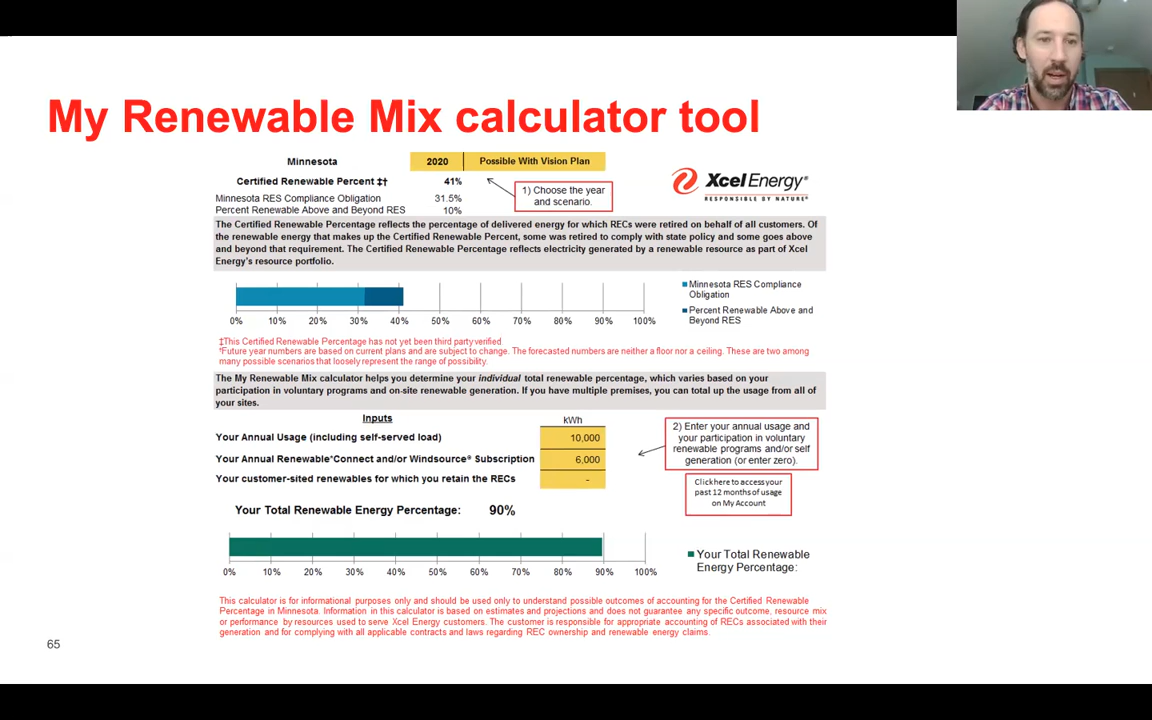 My Renewable Mix calculator tool
Minnesota 2020 Possible With Vision Plan
Certified Renewable Percent ‡† 41%
Minnesota RES Compliance Obligation 31.5%
Percent Renewable Above and Beyond RES 10%
1) Choose the year
and scenario.
Xcel Energy®
RESPONSIBLE BY NATURE®
The Certified Renewable Percentage reflects the percentage of delivered energy for which RECs were retired on behalf of all customers. Of
the renewable energy that makes up the Certified Renewable Percent, some was retired to comply with state policy and some goes above
and beyond that requirement. The Certified Renewable Percentage reflects electricity generated by a renewable resource as part of Xcel
Energy's resource portfolio.
Minnesota RES Compliance
Obligation
Percent Renewable Above and
Beyond RES
0% 10% 20% 30% 40% 50% 60% 70% 80% 90% 100%
‡This Certified Renewable Percentage has not yet been third party verified.
†Future year numbers are based on current plans and are subject to change. The forecasted numbers are neither a floor nor a ceiling. These are two among
many possible scenarios that loosely represent the range of possibility.
The My Renewable Mix calculator helps you determine your individual total renewable percentage, which varies based on your
participation in voluntary programs and on-site renewable generation. If you have multiple premises, you can total up the usage from all of
your sites.
Inputs kWh
Your Annual Usage (including self-served load) 10,000
Your Annual Renewable*Connect and/or Windsource® Subscription 6,000
Your customer-sited renewables for which you retain the RECs -
2) Enter your annual usage and
your participation in voluntary
renewable programs and/or self
generation (or enter zero).
Click here to access your
past 12 months of usage
on My Account
Your Total Renewable Energy Percentage: 90%
0% 10% 20% 30% 40% 50% 60% 70% 80% 90% 100%
Your Total Renewable
Energy Percentage:
This calculator is for informational purposes only and should be used only to understand possible outcomes of accounting for the Certified Renewable
Percentage in Minnesota. Information in this calculator is based on estimates and projections and does not guarantee any specific outcome, resource mix
or performance by resources used to serve Xcel Energy customers. The customer is responsible for appropriate accounting of RECs associated with their
generation and for complying with all applicable contracts and laws regarding REC ownership and renewable energy claims.
65